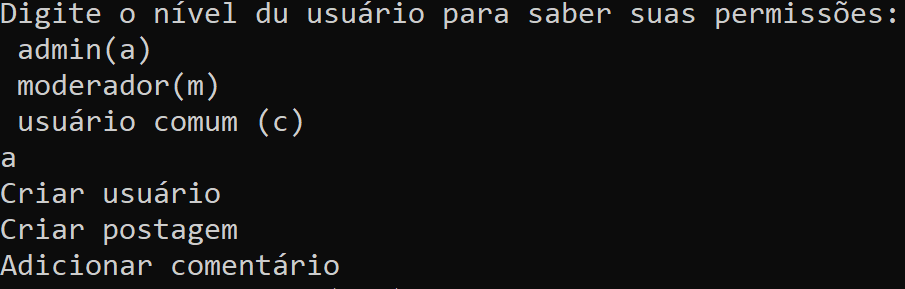 Digite o nível du usuário para saber suas permissões:
admin(a)
moderador(m)
usuário comum (c)
a
Criar usuário
Criar postagem
Adicionar comentário